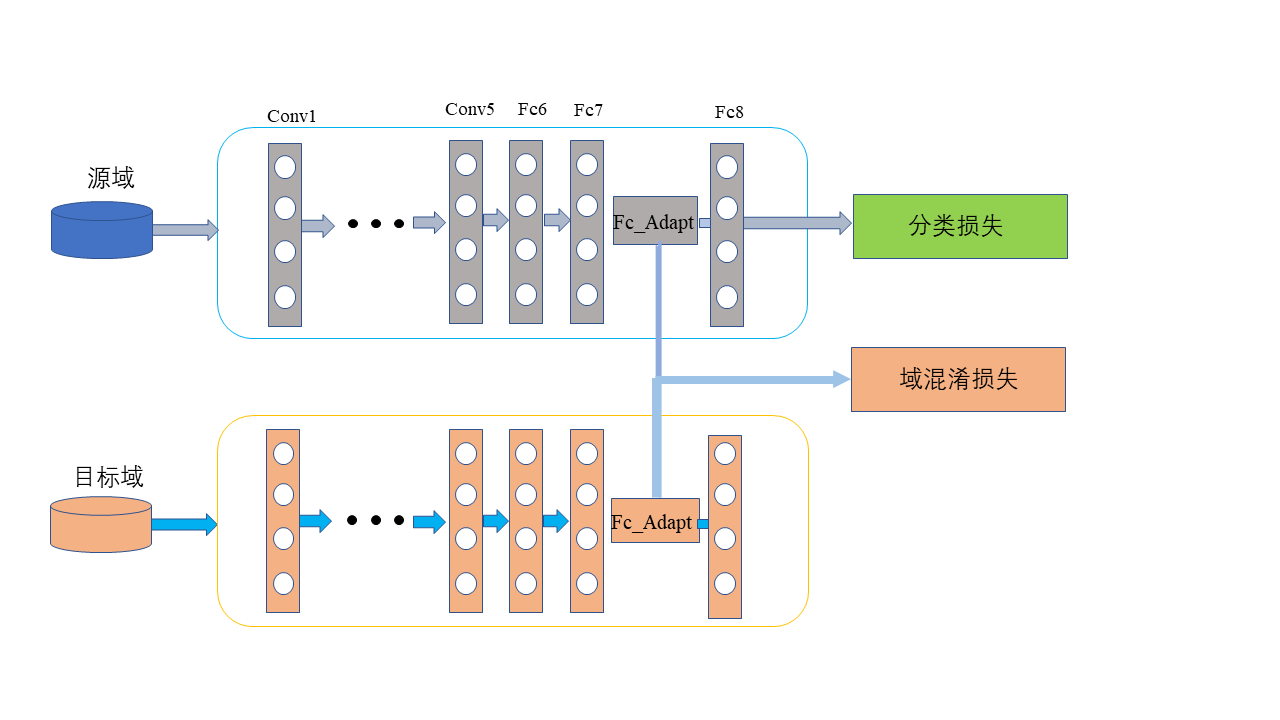 Conv1
Conv5
Fc6
Fc7
Fc8
源域
Fc_Adapt
分类损失
域混淆损失
目标域
Fc_Adapt